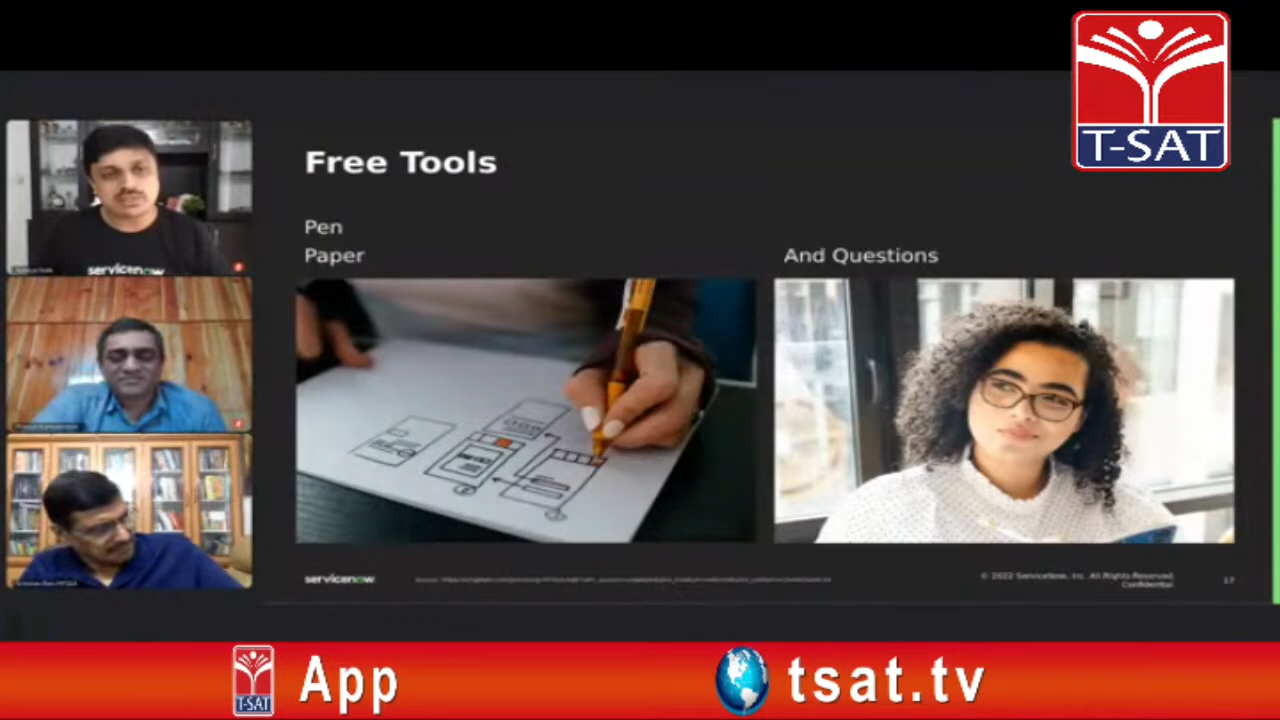 T-SAT
Free Tools
Pen
Paper
And Questions
servicenow
servicenow
© 2022 ServiceNow, Inc. All Rights Reserved.
Confidential.
17
T-SAT
App
tsat.tv